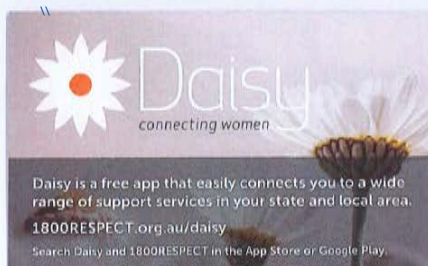 Daisy
connecting women
Daisy is a free app that easily connects you to a wide
range of support services in your state and local area.
1800RESPECT.org.au/daisy
Search Daisy and 1800RESPECT in the App Store or Google Play.